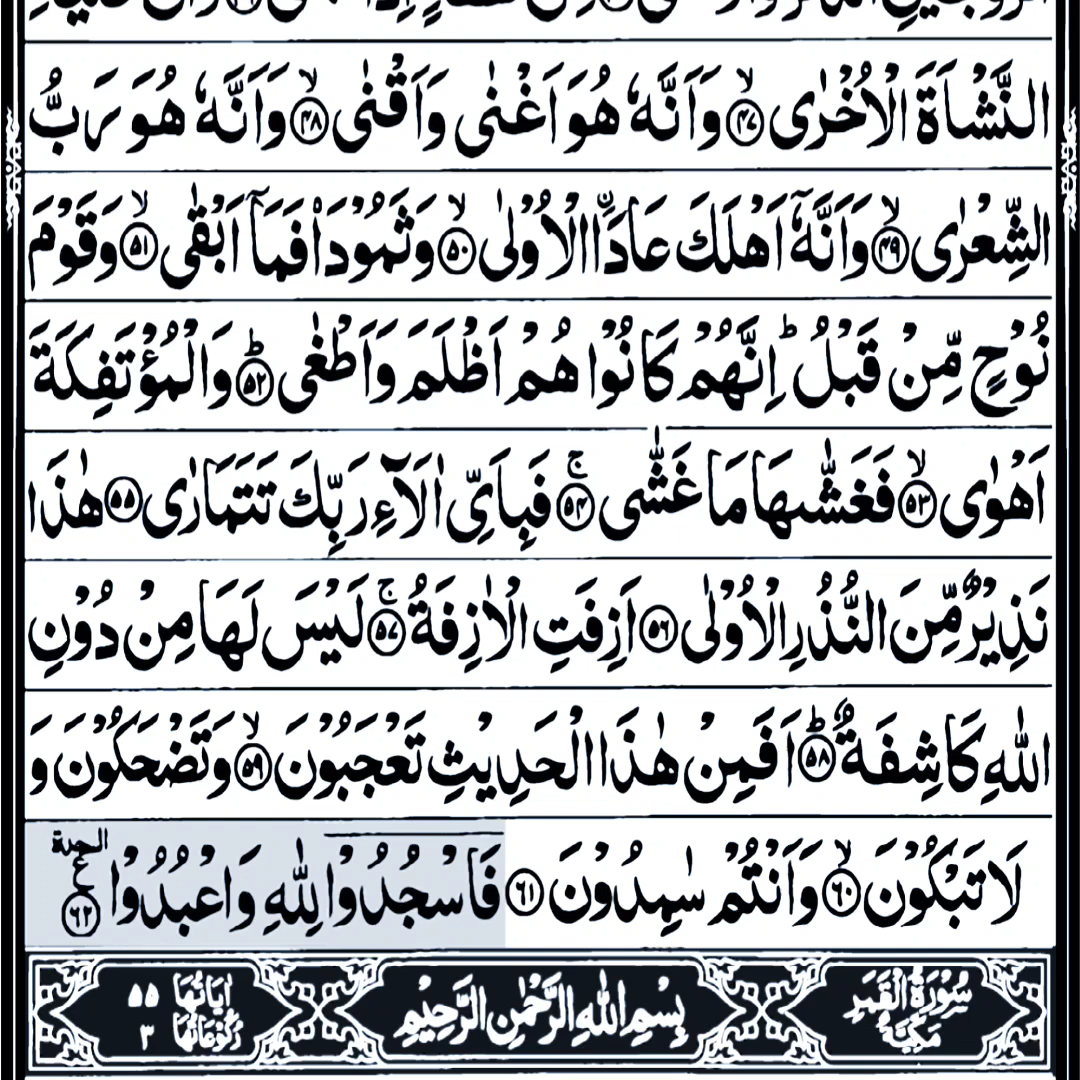 النَّشْاَةَ الْاُخْرٰى ﴿۴۷﴾ۙ وَاَنَّهٗ هُوَ اَغْنٰى وَاَقْنٰى ﴿۴۸﴾ۙ وَاَنَّهٗ هُوَ رَبُّ
الشِّعْرٰى ﴿۴۹﴾ۙ وَاَنَّهٗٓ اَهْلَكَ عَادَا ۨالْاُوْلٰى ﴿۵۰﴾ۙ وَثَمُوْدَا۟ فَمَاۤ اَبْقٰى ﴿۵۱﴾ۙ وَقَوْمَ
نُوْحٍ مِّنْ قَبْلُ ؕ اِنَّهُمْ كَانُوْا هُمْ اَظْلَمَ وَاَطْغٰى ﴿۵۲﴾ؕ وَالْمُؤْتَفِكَةَ
اَهْوٰى ﴿۵۳﴾ۙ فَغَشّٰىهَا مَا غَشّٰى ﴿۵۴﴾ۚ فَبِاَىِّ اٰلَآءِ رَبِّكَ تَتَمَارٰى ﴿۵۵﴾ هٰذَا
نَذِيْرٌ مِّنَ النُّذُرِ الْاُوْلٰى ﴿۵۶﴾ اَزِفَتِ الْاٰزِفَةُ ﴿۵۷﴾ۚ لَيْسَ لَهَا مِنْ دُوْنِ
اللّٰهِ كَاشِفَةٌ ﴿۵۸﴾ؕ اَفَمِنْ هٰذَا الْحَدِيْثِ تَعْجَبُوْنَ ﴿۵۹﴾ۙ وَتَضْحَكُوْنَ وَ
لَا تَبْكُوْنَ ﴿۶۰﴾ۙ وَاَنْتُمْ سٰمِدُوْنَ ﴿۶۱﴾ فَاسْجُدُوْا لِلّٰهِ وَاعْبُدُوْا ﴿۶۲﴾ ع السجدة
سُوْرَةُ الْقَمَرِ مَكِّيَّةٌ بِسْمِ اللّٰهِ الرَّحْمٰنِ الرَّحِيْمِ اٰيَاتُهَا ۵۵ رُكُوْعَاتُهَا ۳